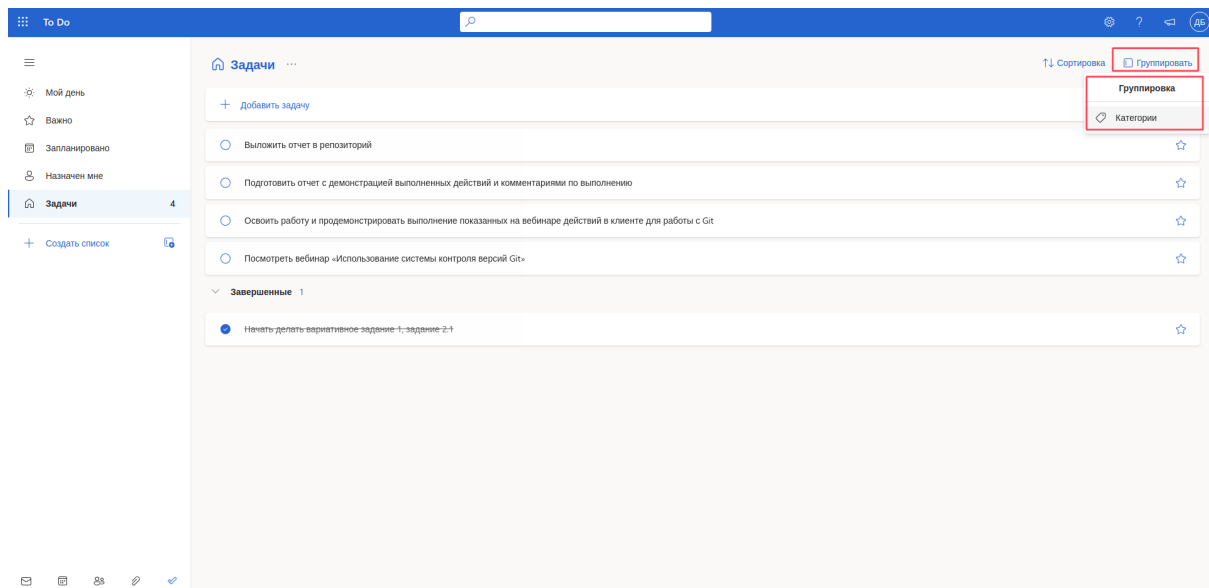 To Do
ДБ
Задачи
Сортировка
Группировать
Группировка
Категории
Мой день
Важно
Запланировано
Назначен мне
Задачи 4
Создать список
Добавить задачу
Выложить отчет в репозиторий
Подготовить отчет с демонстрацией выполненных действий и комментариями по выполнению
Освоить работу и продемонстрировать выполнение показанных на вебинаре действий в клиенте для работы с Git
Посмотреть вебинар «Использование системы контроля версий Git»
Завершенные 1
Начать делать вариативное задание 1, задание 2.1